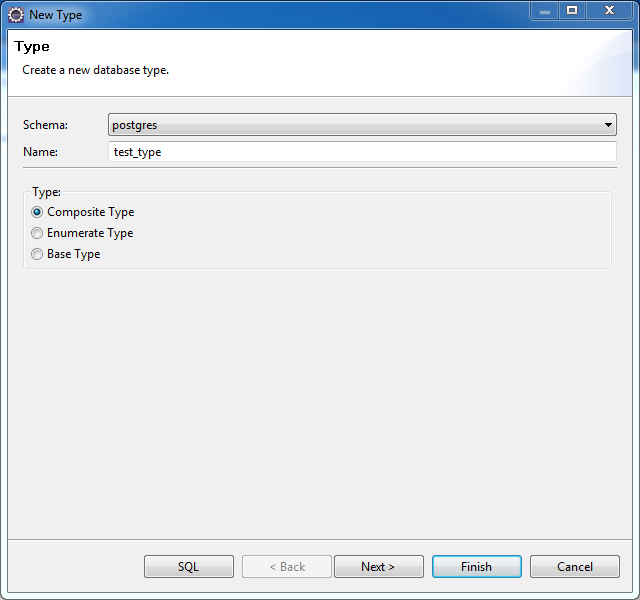 New Type
Type
Create a new database type.
Schema: postgres
Name: test_type
Type:
Composite Type
Enumerate Type
Base Type
SQL < Back Next > Finish Cancel